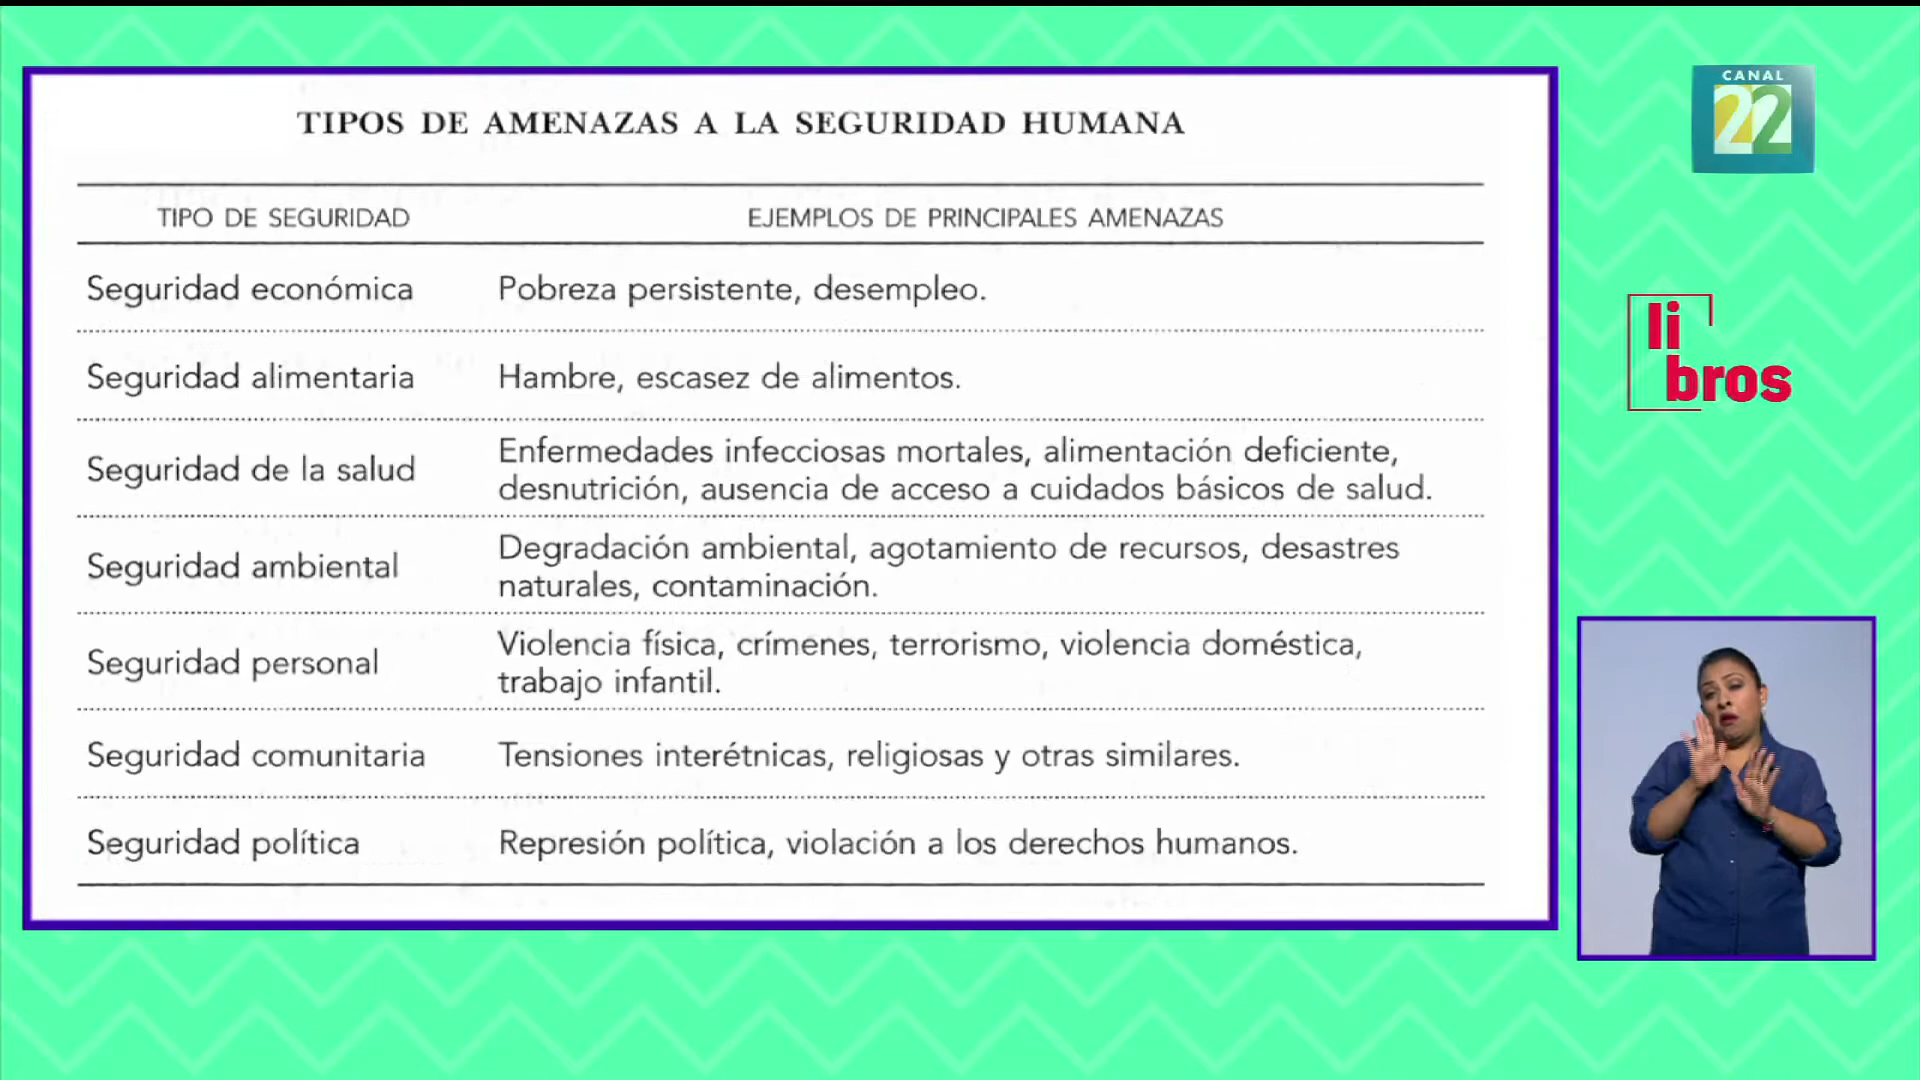 TIPOS DE AMENAZAS A LA SEGURIDAD HUMANA
TIPO DE SEGURIDAD EJEMPLOS DE PRINCIPALES AMENAZAS
Seguridad económica Pobreza persistente, desempleo.
Seguridad alimentaria Hambre, escasez de alimentos.
Seguridad de la salud Enfermedades infecciosas mortales, alimentación deficiente,
desnutrición, ausencia de acceso a cuidados básicos de salud.
Seguridad ambiental Degradación ambiental, agotamiento de recursos, desastres
naturales, contaminación.
Seguridad personal Violencia física, crímenes, terrorismo, violencia doméstica,
trabajo infantil.
Seguridad comunitaria Tensiones interétnicas, religiosas y otras similares.
Seguridad política Represión política, violación a los derechos humanos.
CANAL
22
li
bros